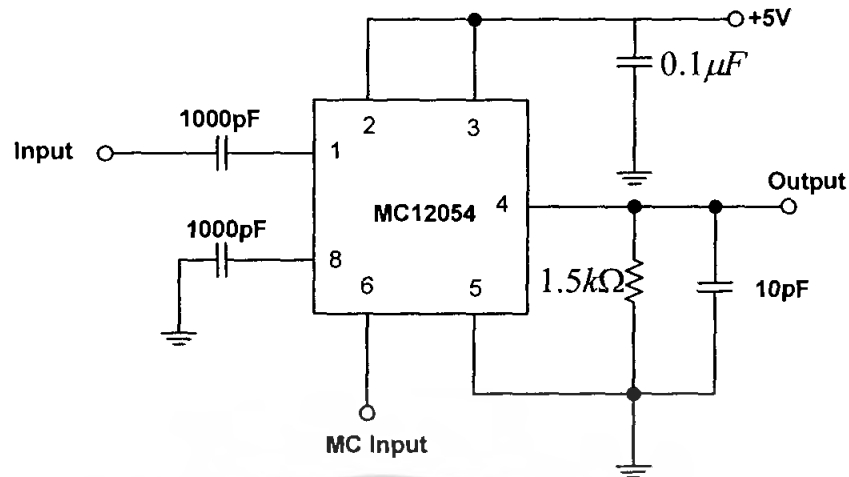 +5V
0.1μF
1000pF
2
3
Input
1
Output
MC12054
4
1000pF
8
6
5
1.5kΩ
10pF
MC Input